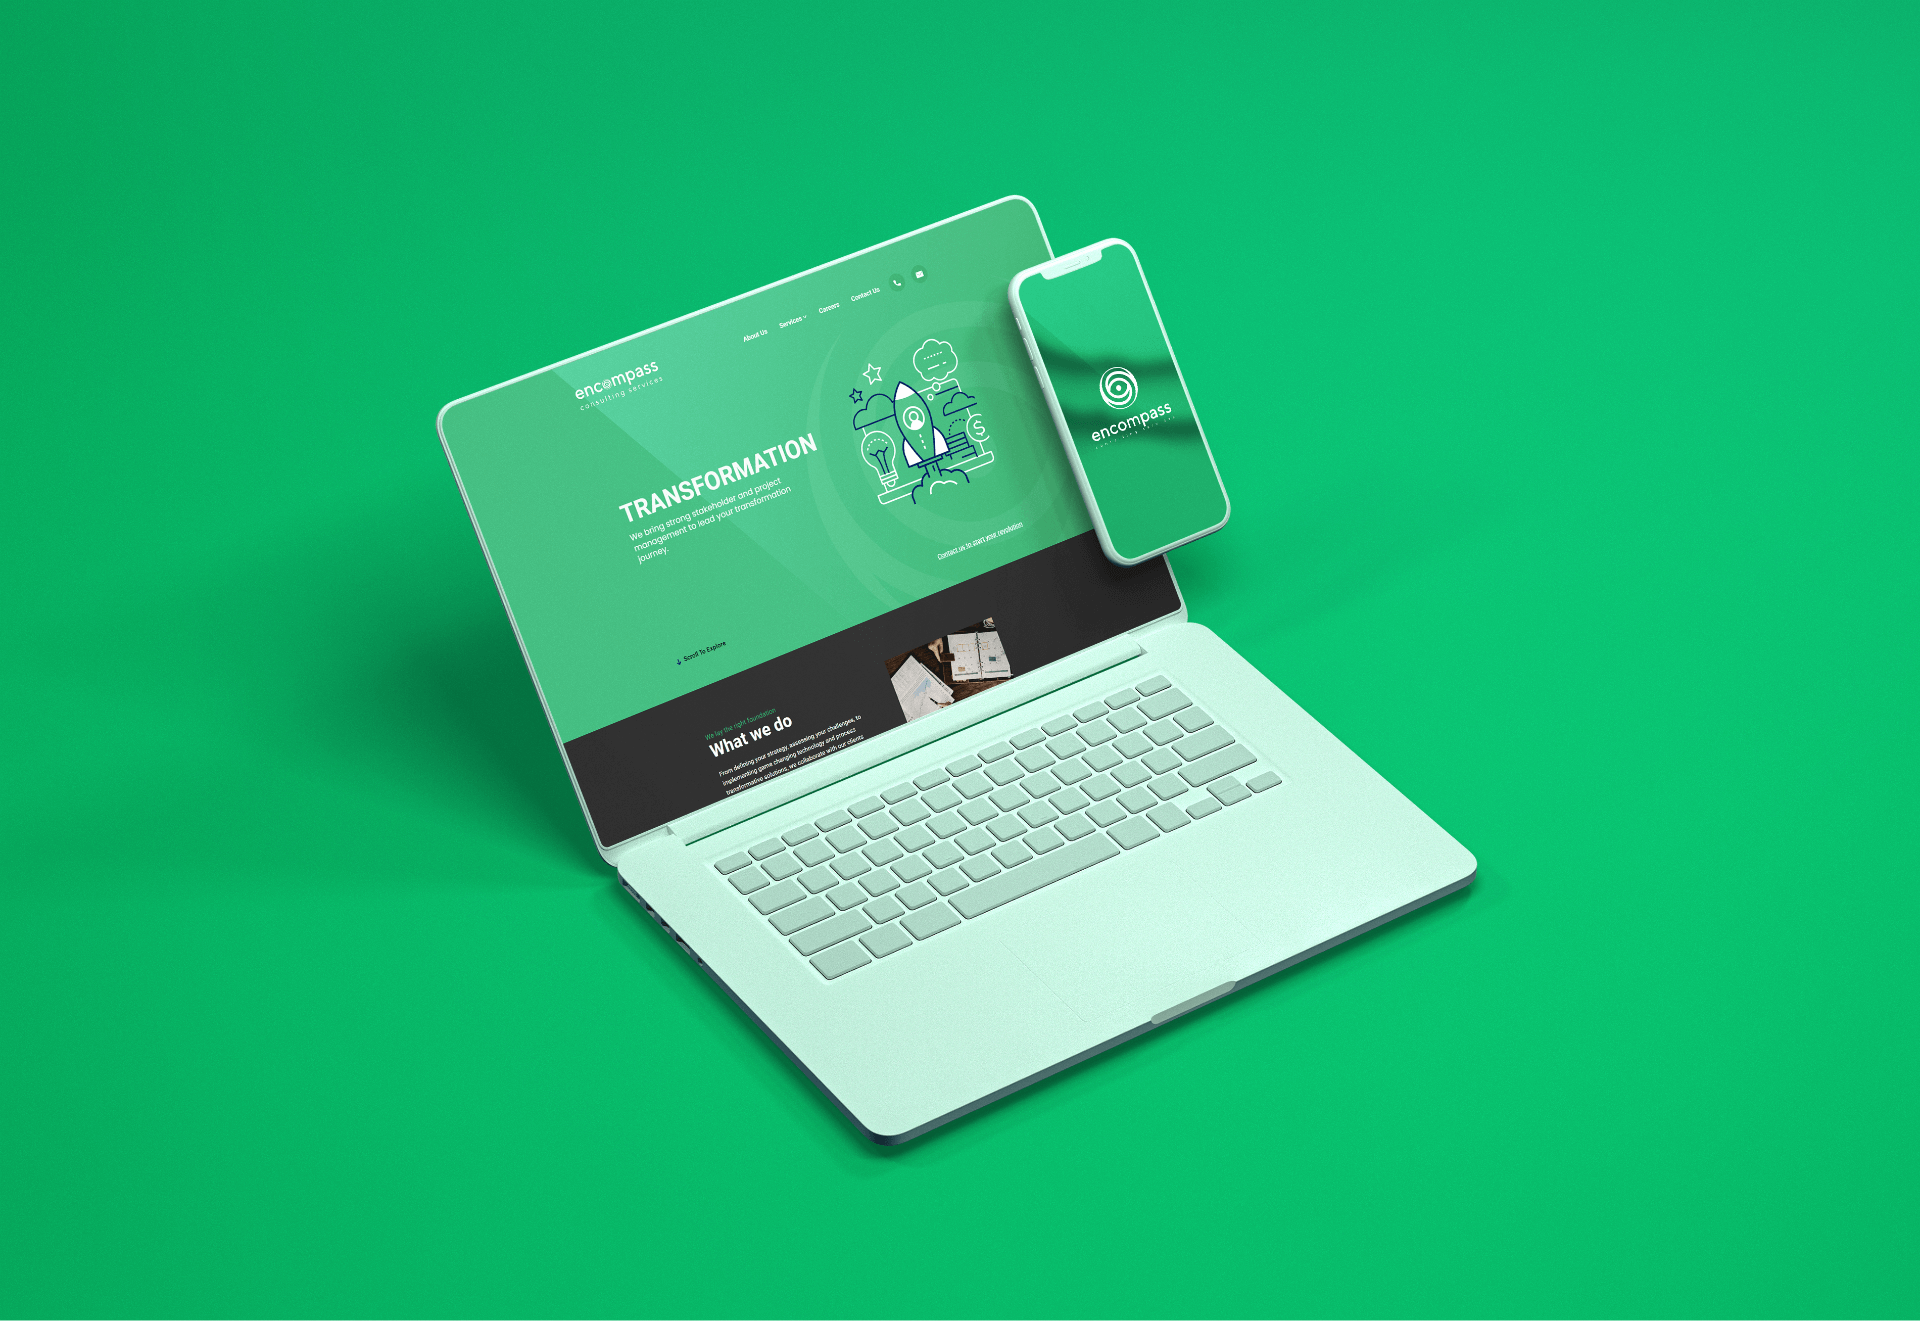 About Us Services Careers Contact Us
encompass
consulting services
TRANSFORMATION
We bring strong stakeholder and project
management to lead your transformation
journey.
$
Contact us to start your revolution
Scroll To Explore
We lay the right foundation
What we do
From defining your strategy, assessing your challenges, to
implementing game changing technology and process
transformative solutions, we collaborate with our clients
encompass